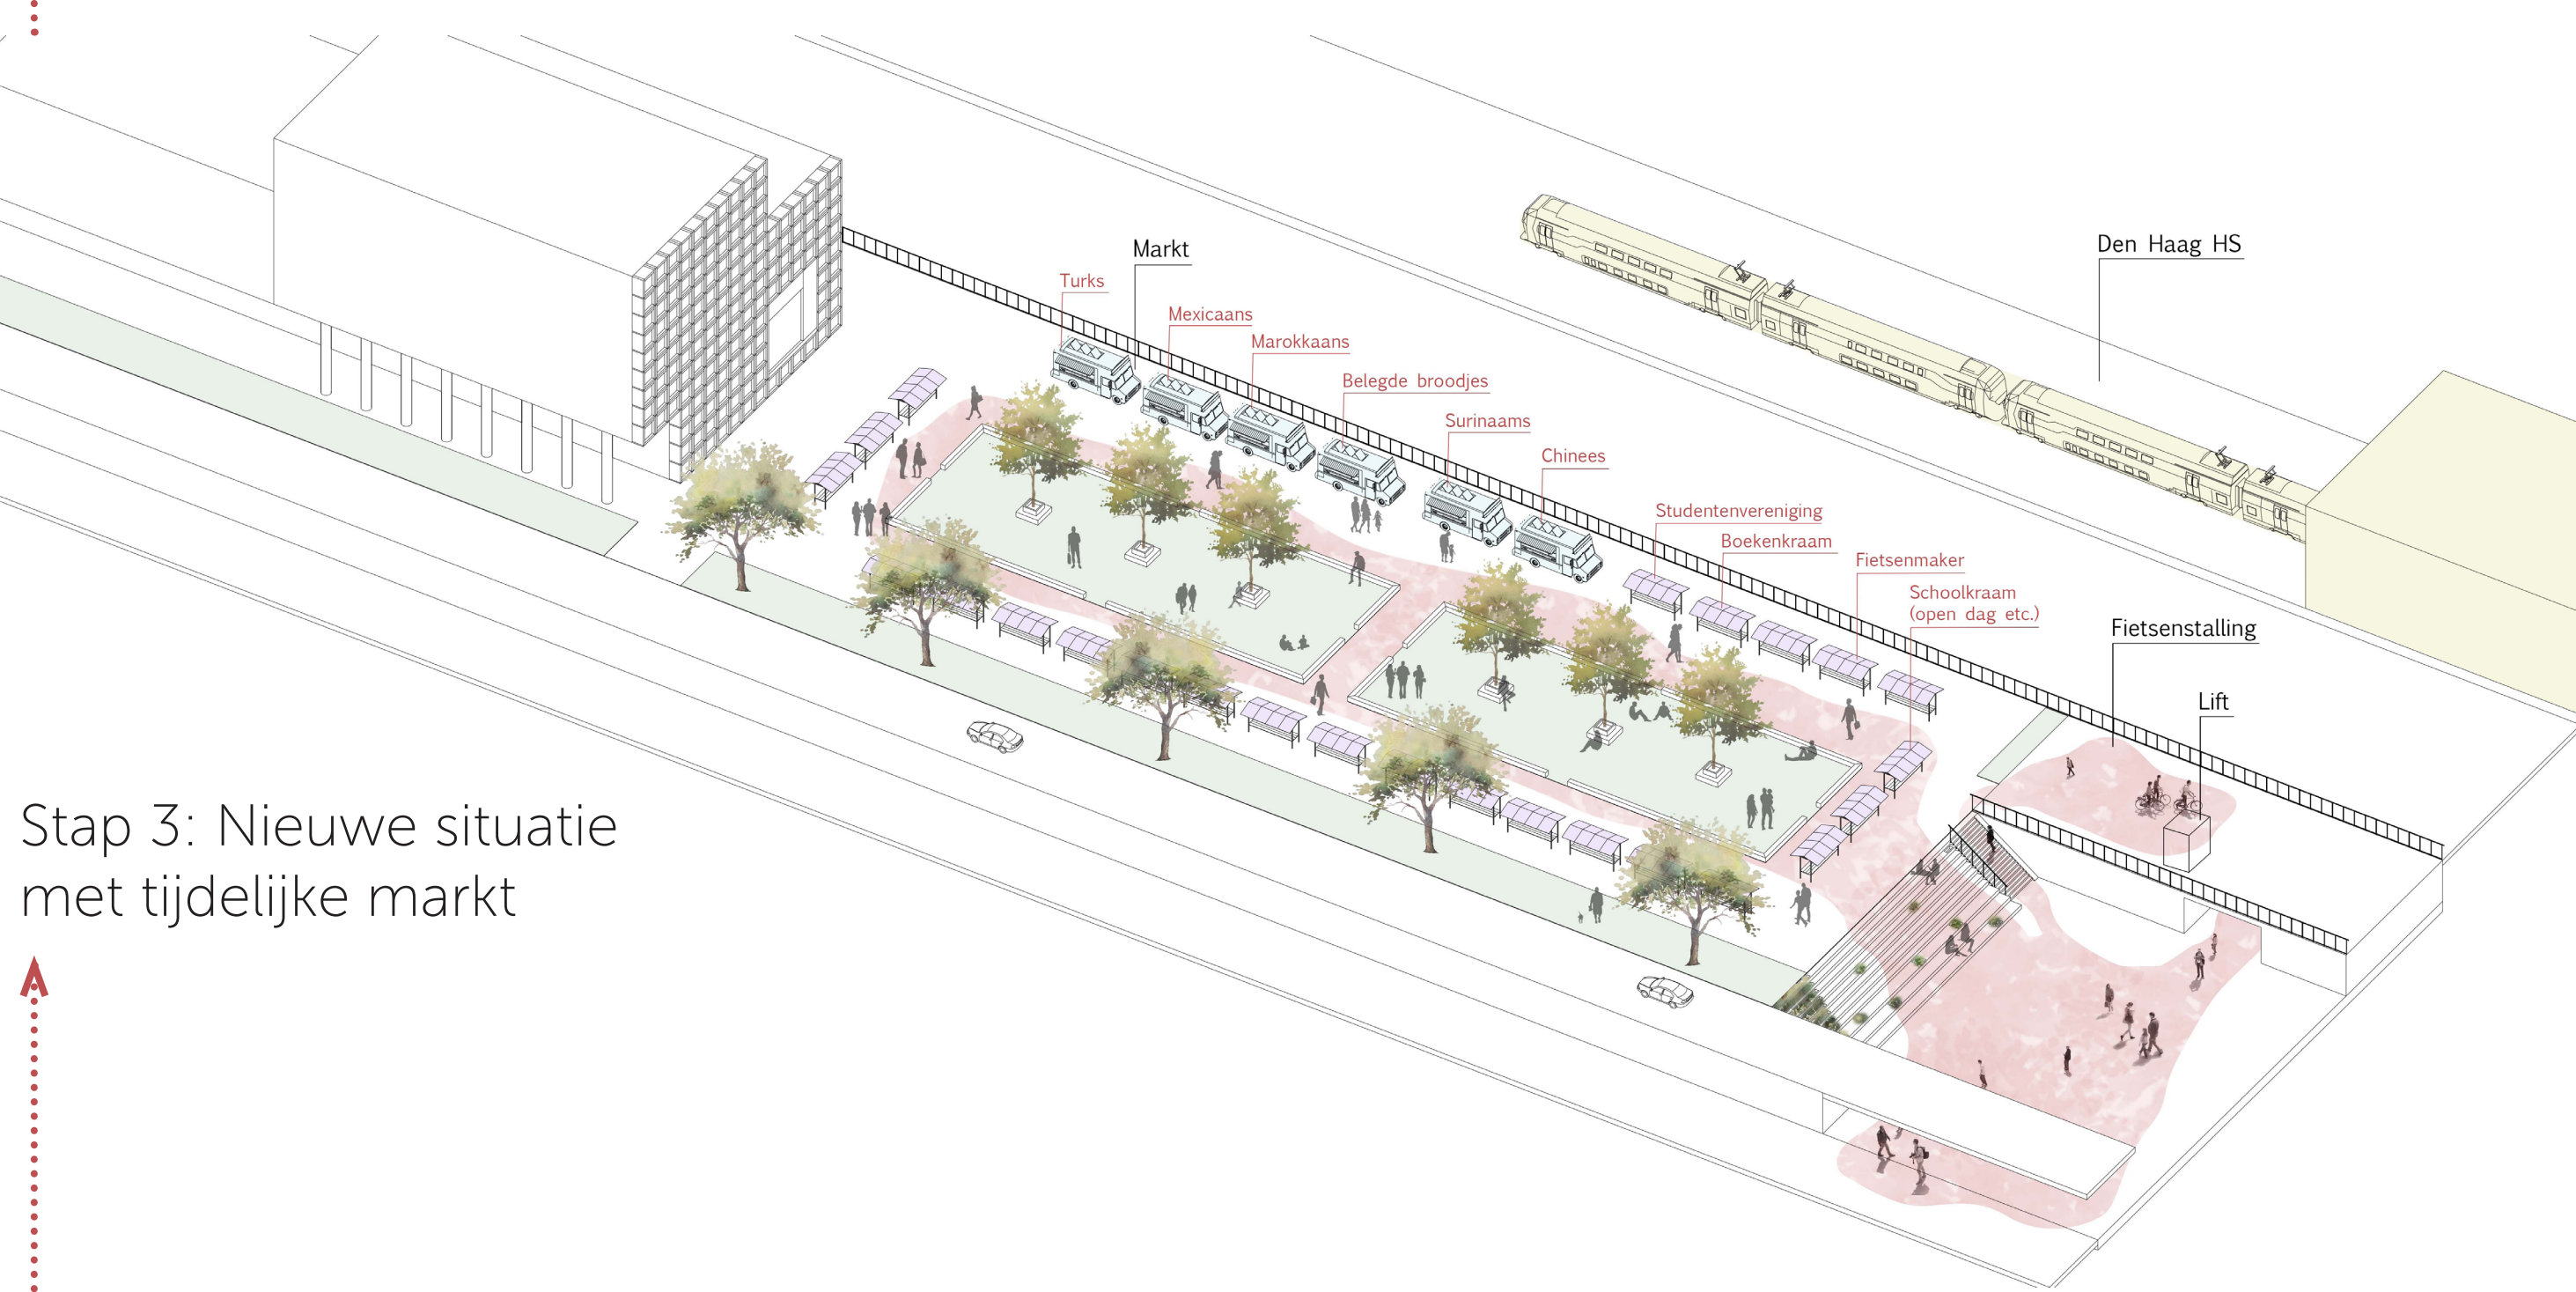 Den Haag HS
Markt
Turks
Mexicaans
Marokkaans
Belegde broodjes
Surinaams
Chinees
Studentenvereniging
Boekenkraam
Fietsenmaker
Schoolkraam
(open dag etc.)
Fietsenstalling
Lift
Stap 3: Nieuwe situatie
met tijdelijke markt